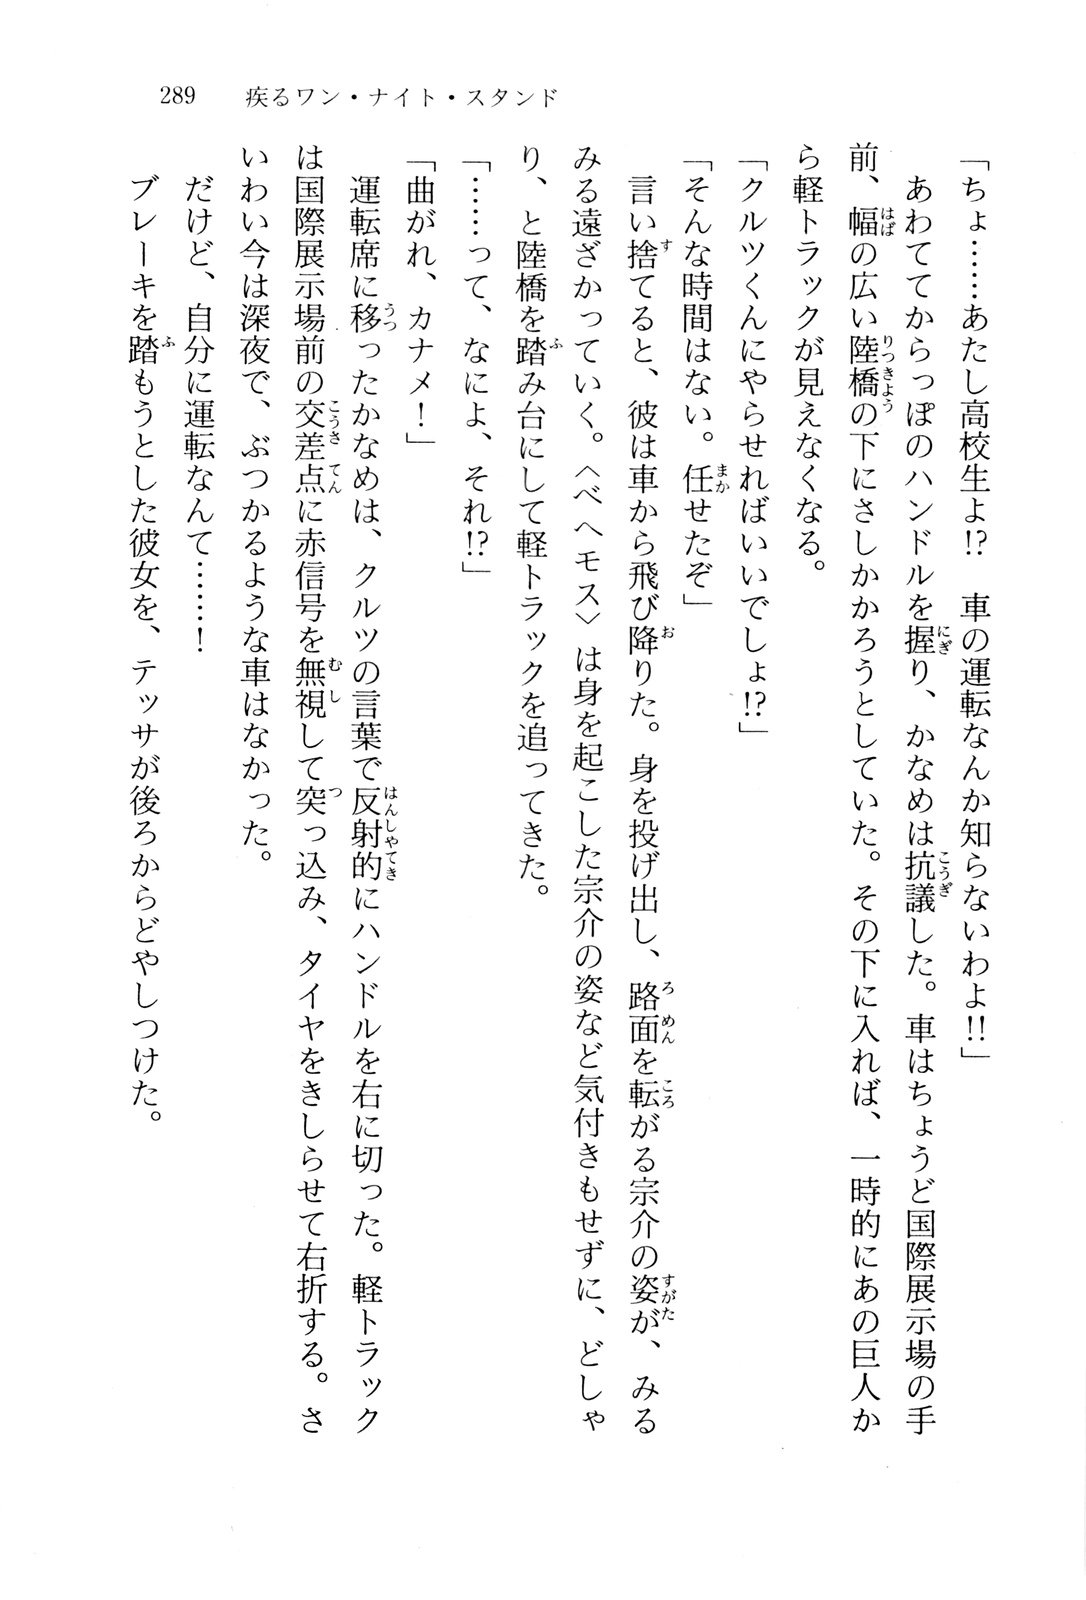 289　疾るワン・ナイト・スタンド
「ちょ……あたし高校生よ!?　車の運転なんか知らないわよ!!」
　あわててからっぽのハンドルを握り、かなめは抗議した。車はちょうど国際展示場の手
前、幅の広い陸橋の下にさしかかろうとしていた。その下に入れば、一時的にあの巨人か
ら軽トラックが見えなくなる。
「クルツくんにやらせればいいでしょ!?」
「そんな時間はない。任せたぞ」
　言い捨てると、彼は車から飛び降りた。身を投げ出し、路面を転がる宗介の姿が、みる
みる遠ざかっていく。〈ベヘモス〉は身を起こした宗介の姿など気付きもせずに、どしゃ
り、と陸橋を踏み台にして軽トラックを追ってきた。
「……って、なによ、それ!?」
「曲がれ、カナメ！」
　運転席に移ったかなめは、クルツの言葉で反射的にハンドルを右に切った。軽トラック
は国際展示場前の交差点に赤信号を無視して突っ込み、タイヤをきしらせて右折する。さ
いわい今は深夜で、ぶつかるような車はなかった。
　だけど、自分に運転なんて……！
　ブレーキを踏もうとした彼女を、テッサが後ろからどやしつけた。